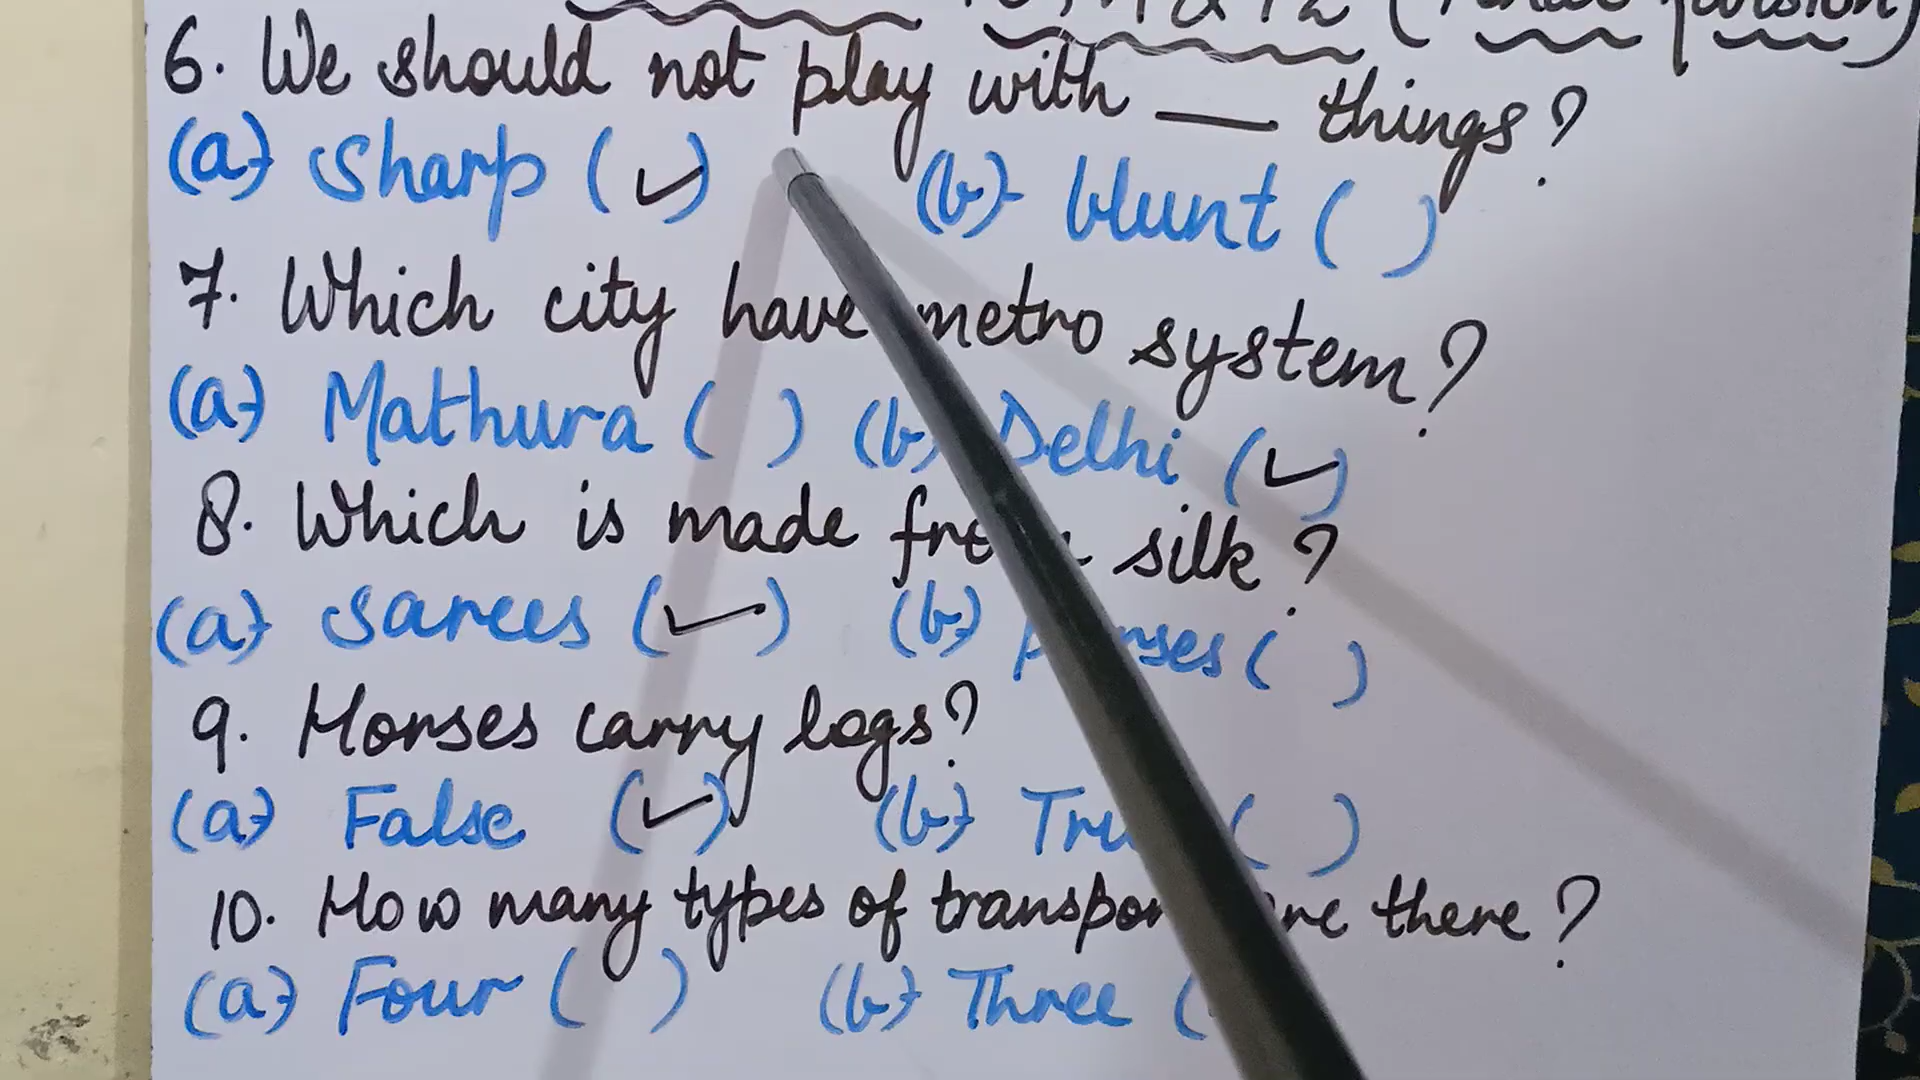 6. We should not play with ___ things?
(a) Sharp (✓) (b) blunt ( )
7. Which city have metro system?
(a) Mathura ( ) (b) Delhi (✓)
8. Which is made silk?
(a) Sarees (✓) (b) ( )
9. Horses carry logs?
(a) False (✓) (b) ( )
10. How many types of there?
(a) Four ( ) (b) Three (